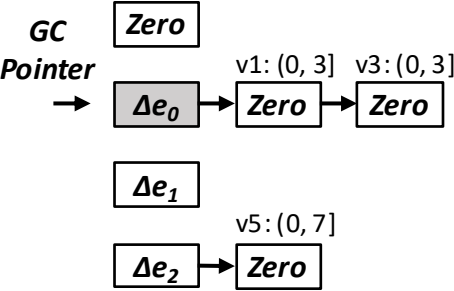 GC
Pointer
Zero
v1: (0, 3] v3: (0, 3]
Δe0 Zero Zero
Δe1
v5: (0, 7]
Δe2 Zero